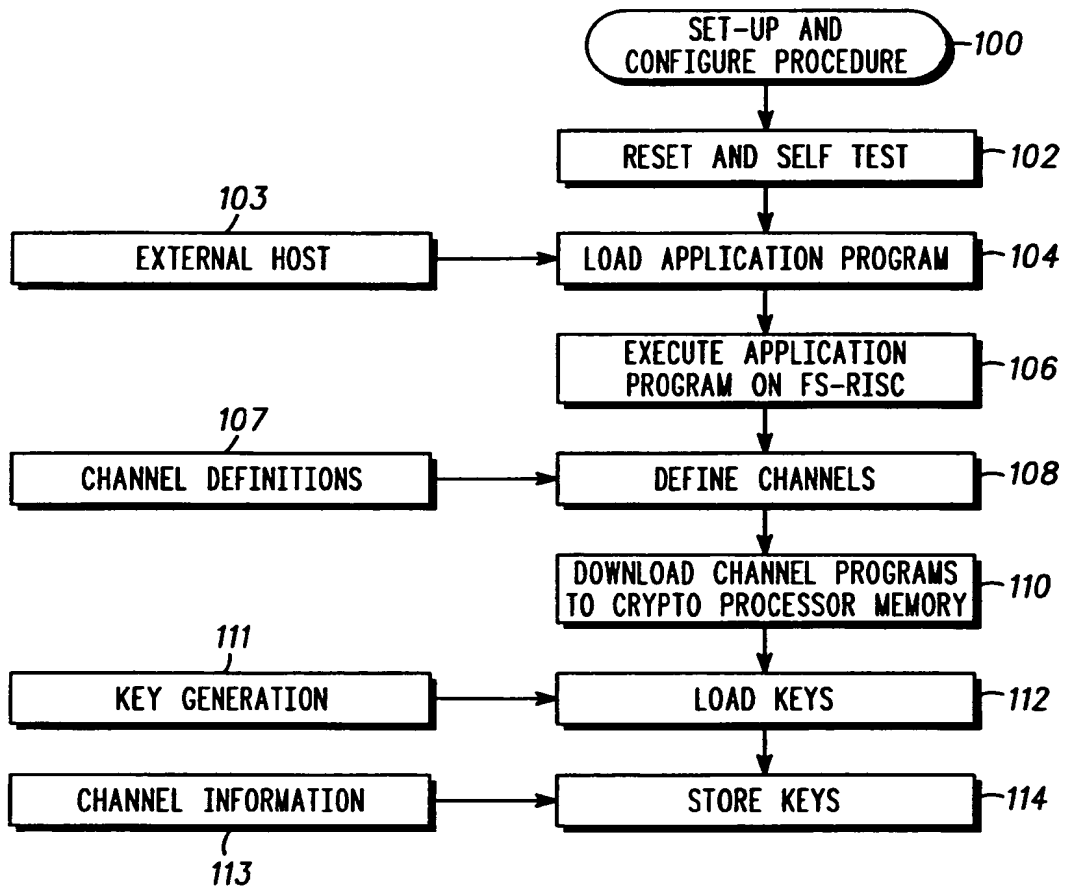 SET-UP AND
CONFIGURE PROCEDURE
100
RESET AND SELF TEST
102
103
EXTERNAL HOST
LOAD APPLICATION PROGRAM
104
EXECUTE APPLICATION
PROGRAM ON FS-RISC
106
107
CHANNEL DEFINITIONS
DEFINE CHANNELS
108
DOWNLOAD CHANNEL PROGRAMS
TO CRYPTO PROCESSOR MEMORY
110
111
KEY GENERATION
LOAD KEYS
112
CHANNEL INFORMATION
113
STORE KEYS
114